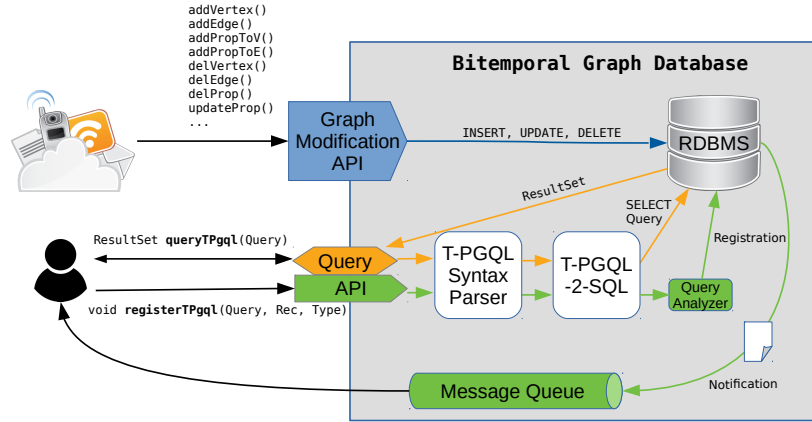 addVertex()
addEdge()
addPropToV()
addPropToE()
delVertex()
delEdge()
delProp()
updateProp()
...
Bitemporal Graph Database
Graph
Modification
API
INSERT, UPDATE, DELETE
RDBMS
ResultSet
SELECT
Query
Registration
ResultSet queryTPgql(Query)
Query
API
T-PGQL
Syntax
Parser
T-PGQL
-2-SQL
Query
Analyzer
void registerTPgql(Query, Rec, Type)
Message Queue
Notification